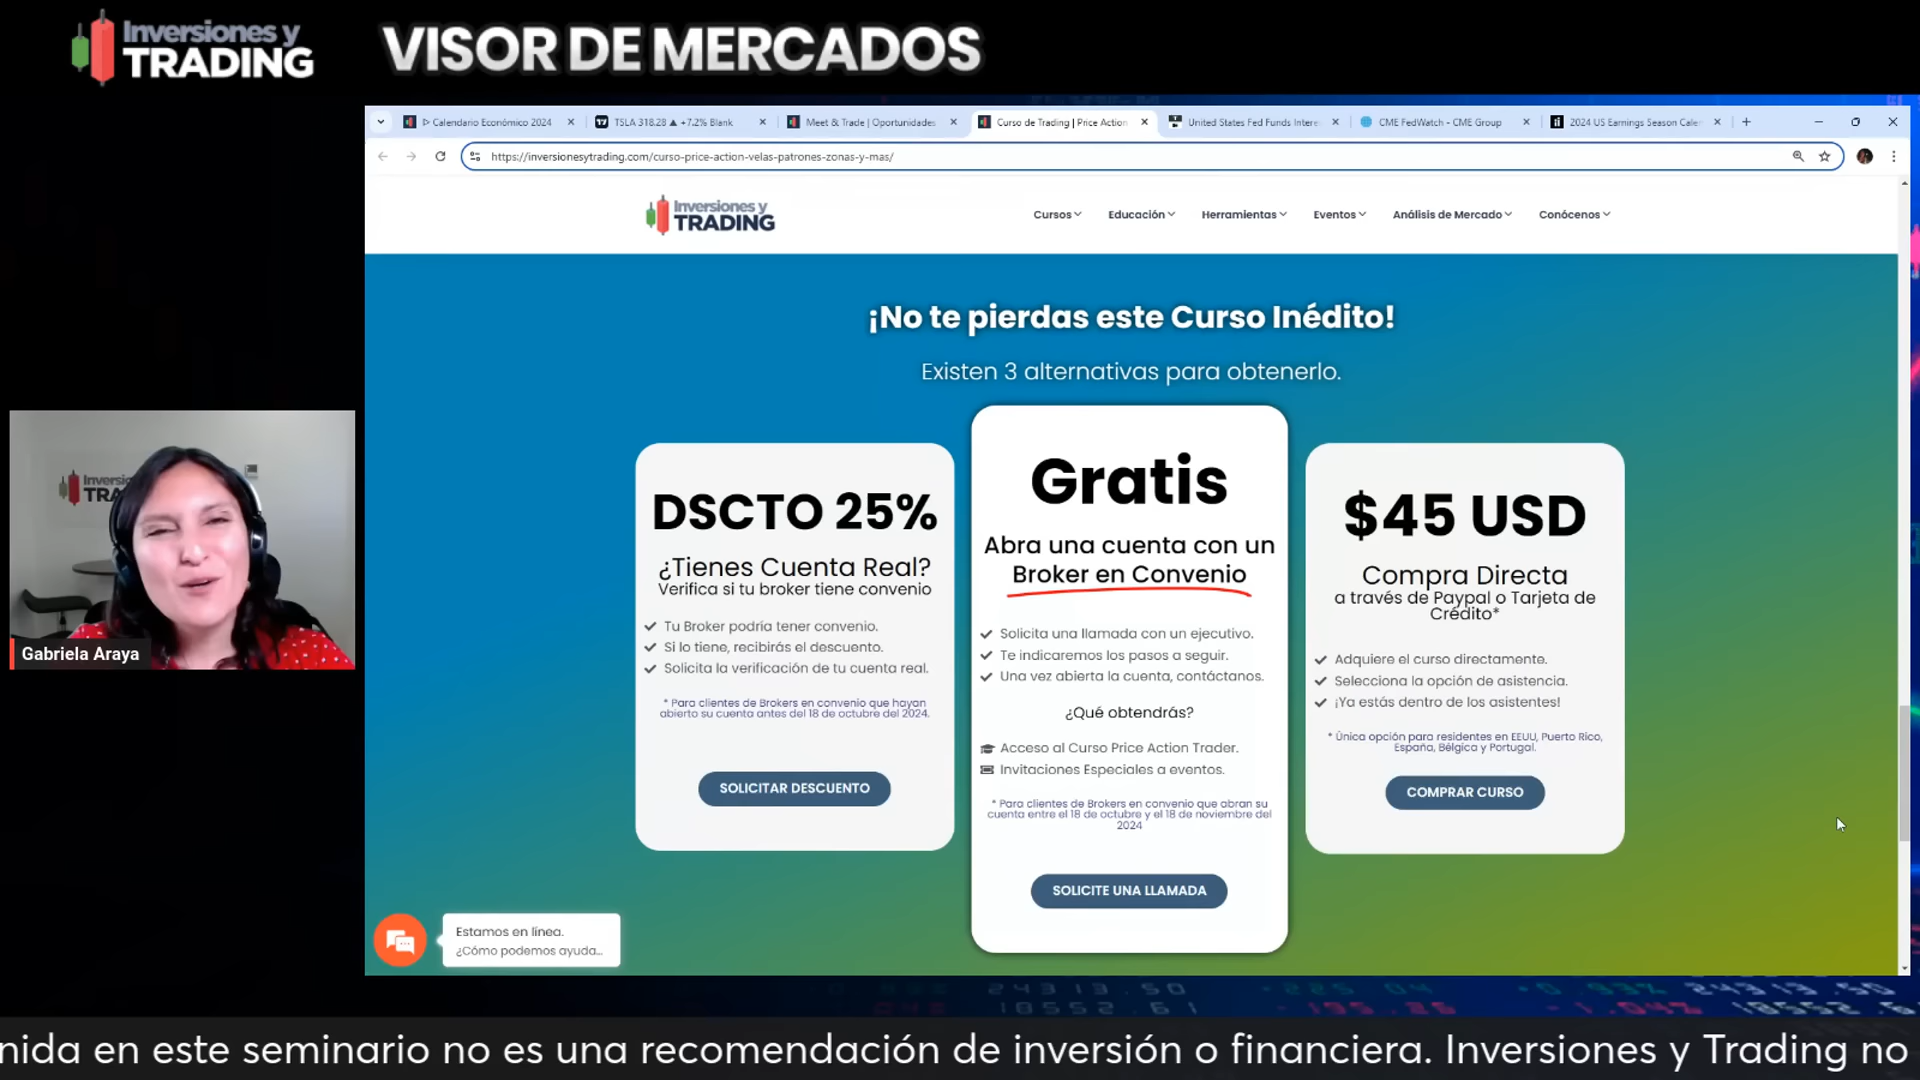 Inversiones y
TRADING
VISOR DE MERCADOS
▷ Calendario Económico 2024
TSLA 318.28 ▲ +7.2% Blank
Meet & Trade | Oportunidades
Curso de Trading | Price Action
United States Fed Funds Intere
CME FedWatch - CME Group
2024 US Earnings Season Cale
https://inversionesytrading.com/curso-price-action-velas-patrones-zonas-y-mas/
Inversiones y
TRADING
Cursos
Educación
Herramientas
Eventos
Análisis de Mercado
Conócenos
¡No te pierdas este Curso Inédito!
Existen 3 alternativas para obtenerlo.
DSCTO 25%
¿Tienes Cuenta Real?
Verifica si tu broker tiene convenio
Tu Broker podría tener convenio.
Si lo tiene, recibirás el descuento.
Solicita la verificación de tu cuenta real.
* Para clientes de Brokers en convenio que hayan
abierto su cuenta antes del 18 de octubre del 2024.
SOLICITAR DESCUENTO
Gratis
Abra una cuenta con un
Broker en Convenio
Solicita una llamada con un ejecutivo.
Te indicaremos los pasos a seguir.
Una vez abierta la cuenta, contáctanos.
¿Qué obtendrás?
Acceso al Curso Price Action Trader.
Invitaciones Especiales a eventos.
* Para clientes de Brokers en convenio que abran su
cuenta entre el 18 de octubre y el 18 de noviembre del
2024
SOLICITE UNA LLAMADA
$45 USD
Compra Directa
a través de Paypal o Tarjeta de
Crédito*
Adquiere el curso directamente.
Selecciona la opción de asistencia.
¡Ya estás dentro de los asistentes!
* Única opción para residentes en EEUU, Puerto Rico,
España, Bélgica y Portugal.
COMPRAR CURSO
Gabriela Araya
Estamos en línea.
¿Cómo podemos ayuda...
24313.50
18552.61
nida en este seminario no es una recomendación de inversión o financiera. Inversiones y Trading no